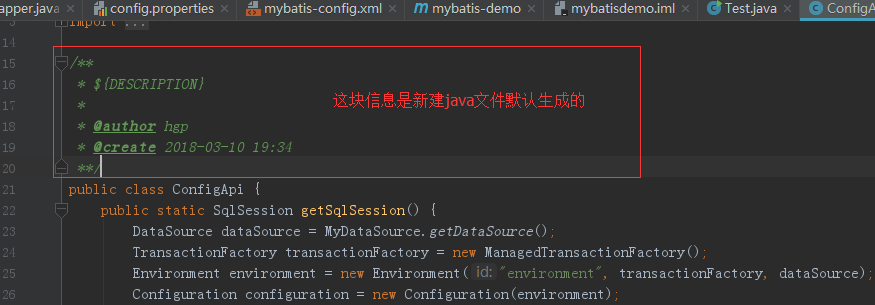 apper.java × config.properties × mybatis-config.xml × mybatis-demo × mybatisdemo.iml × Test.java × ConfigA
import ...
14
15 /**
16 * ${DESCRIPTION}
17 *
这块信息是新建java文件默认生成的
18 * @author hgp
19 * @create 2018-03-10 19:34
20 **/
21 public class ConfigApi {
22 public static SqlSession getSqlSession() {
23 DataSource dataSource = MyDataSource.getDataSource();
24 TransactionFactory transactionFactory = new ManagedTransactionFactory();
25 Environment environment = new Environment( id: "environment", transactionFactory, dataSource);
26 Configuration configuration = new Configuration(environment);